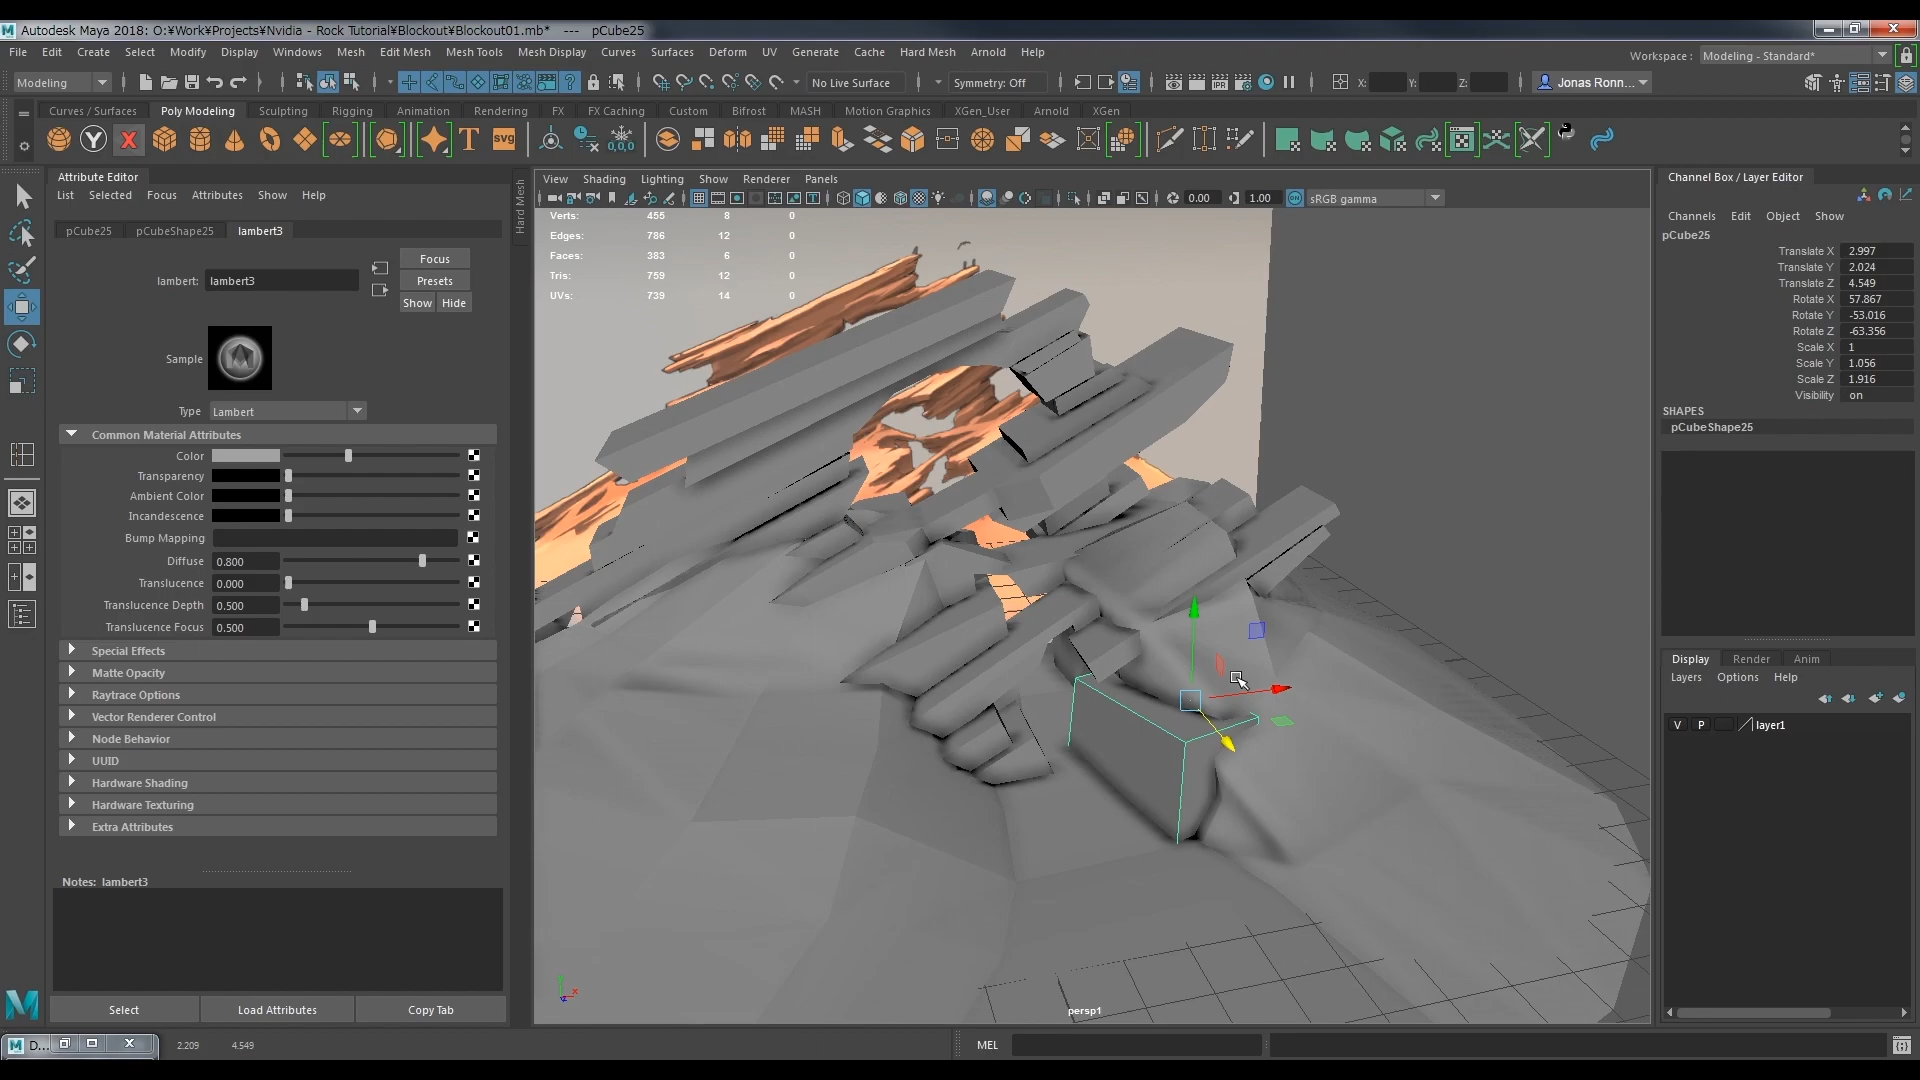 Autodesk Maya 2018: O:¥Work¥Projects¥Nvidia - Rock Tutorial¥Blockout¥Blockout01.mb* --- pCube25
File Edit Create Select Modify Display Windows Mesh Edit Mesh Mesh Tools Mesh Display Curves Surfaces Deform UV Generate Cache Hard Mesh Arnold Help
Workspace : Modeling - Standard*
Modeling No Live Surface Symmetry: Off IPR X: Y: Z: Jonas Ronn...
Curves / Surfaces Poly Modeling Sculpting Rigging Animation Rendering FX FX Caching Custom Bifrost MASH Motion Graphics XGen_User Arnold XGen
T SVG 0,0,0
Attribute Editor
List Selected Focus Attributes Show Help
pCube25 pCubeShape25 lambert3
lambert: lambert3
Focus
Presets
Show Hide
Sample
Type Lambert
Common Material Attributes
Color
Transparency
Ambient Color
Incandescence
Bump Mapping
Diffuse 0.800
Translucence 0.000
Translucence Depth 0.500
Translucence Focus 0.500
Special Effects
Matte Opacity
Raytrace Options
Vector Renderer Control
Node Behavior
UUID
Hardware Shading
Hardware Texturing
Extra Attributes
Notes: lambert3
Select Load Attributes Copy Tab
Hard Mesh
View Shading Lighting Show Renderer Panels
0.00 1.00 ON sRGB gamma
Verts: 455 8 0
Edges: 786 12 0
Faces: 383 6 0
Tris: 759 12 0
UVs: 739 14 0
persp1
Channel Box / Layer Editor
Channels Edit Object Show
pCube25
Translate X 2.997
Translate Y 2.024
Translate Z 4.549
Rotate X 57.867
Rotate Y -53.016
Rotate Z -63.356
Scale X 1
Scale Y 1.056
Scale Z 1.916
Visibility on
SHAPES
pCubeShape25
Display Render Anim
Layers Options Help
V P layer1
D... 2.209 4.549 MEL